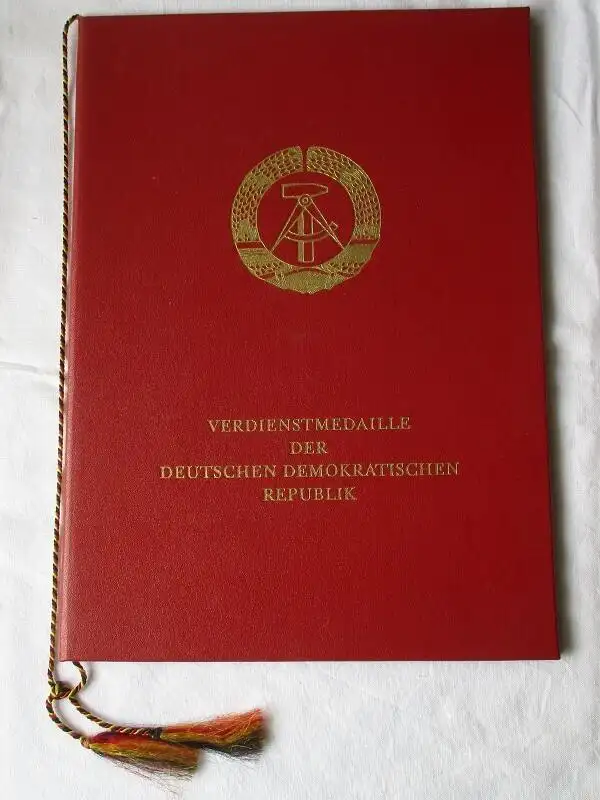 VERDIENSTMEDAILLE
DER
DEUTSCHEN DEMOKRATISCHEN
REPUBLIK